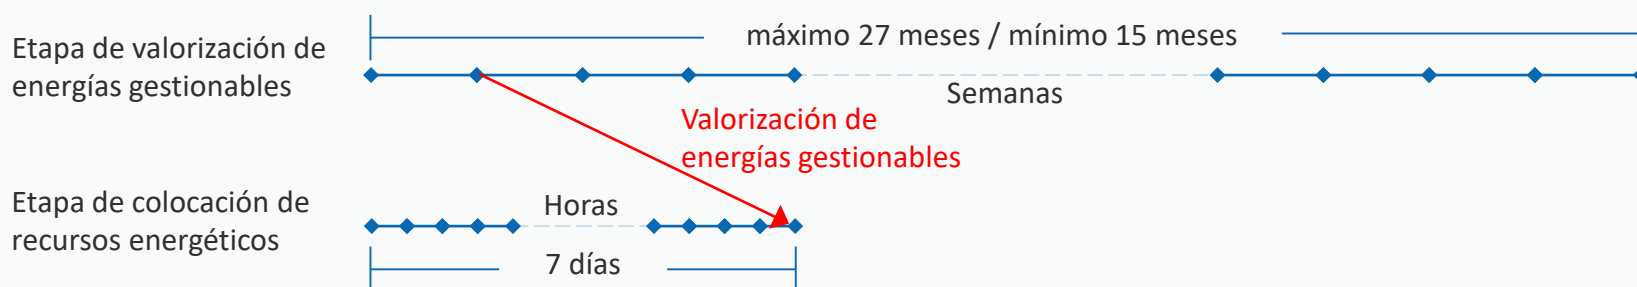 máximo 27 meses / mínimo 15 meses
Etapa de valorización de
energías gestionables
Semanas
Valorización de
energías gestionables
Etapa de colocación de
recursos energéticos
Horas
7 días